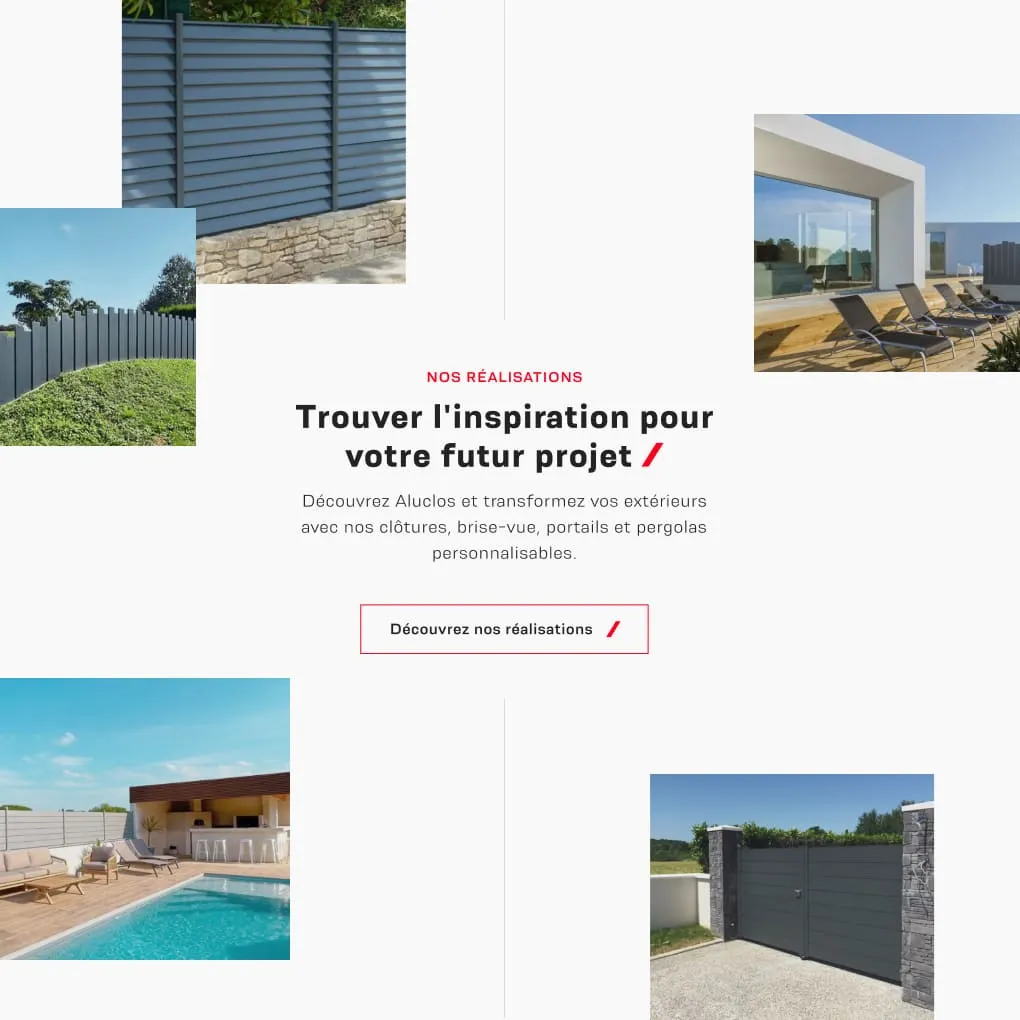 NOS RÉALISATIONS
Trouver l'inspiration pour
votre futur projet /
Découvrez Aluclos et transformez vos extérieurs
avec nos clôtures, brise-vue, portails et pergolas
personnalisables.
Découvrez nos réalisations /